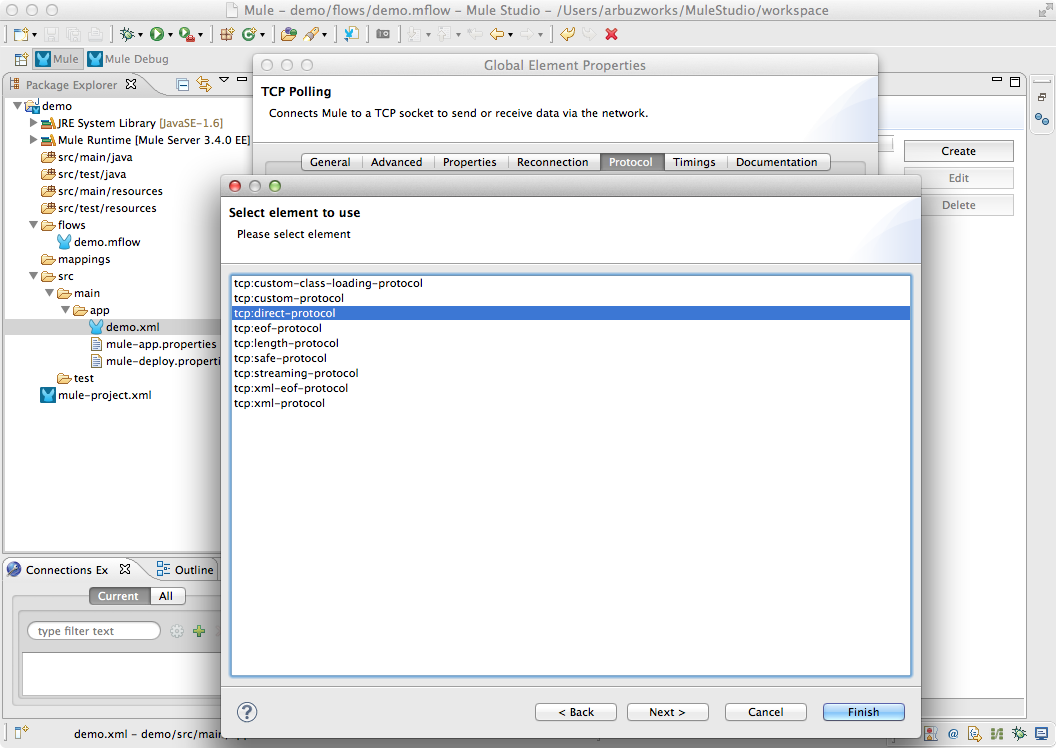 Mule – demo/flows/demo.mflow – Mule Studio – /Users/arbuzworks/MuleStudio/workspace
Mule
Mule Debug
Package Explorer
demo
JRE System Library [JavaSE-1.6]
Mule Runtime [Mule Server 3.4.0 EE]
src/main/java
src/test/java
src/main/resources
src/test/resources
flows
demo.mflow
mappings
src
main
app
demo.xml
mule-app.properties
mule-deploy.properti
test
mule-project.xml
Global Element Properties
TCP Polling
Connects Mule to a TCP socket to send or receive data via the network.
General Advanced Properties Reconnection Protocol Timings Documentation
Create
Edit
Delete
Select element to use
Please select element
tcp:custom-class-loading-protocol
tcp:custom-protocol
tcp:direct-protocol
tcp:eof-protocol
tcp:length-protocol
tcp:safe-protocol
tcp:streaming-protocol
tcp:xml-eof-protocol
tcp:xml-protocol
< Back Next > Cancel Finish
Connections Ex
Outline
Current All
type filter text
demo.xml – demo/src/main